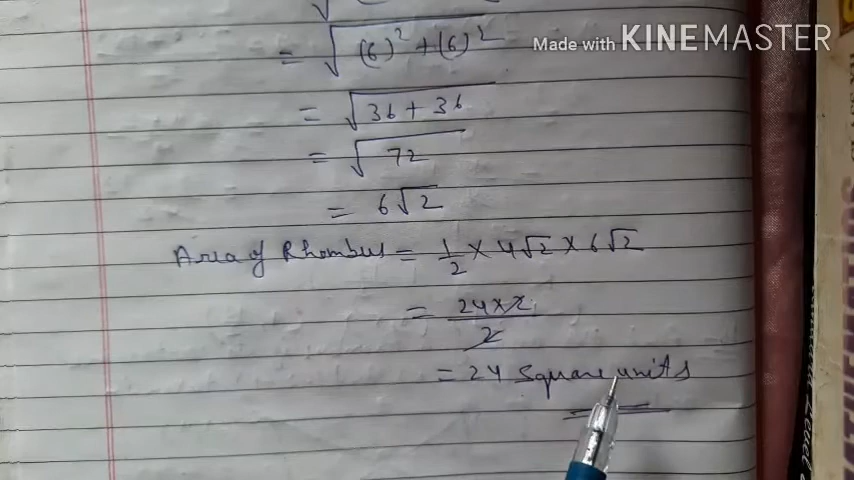 = √(6)² + (6)²
Made with KINEMASTER
= √36 + 36
= √72
= 6√2
Area of Rhombus = 1/2 × 4√2 × 6√2
= 24×2/2
= 24 Square units